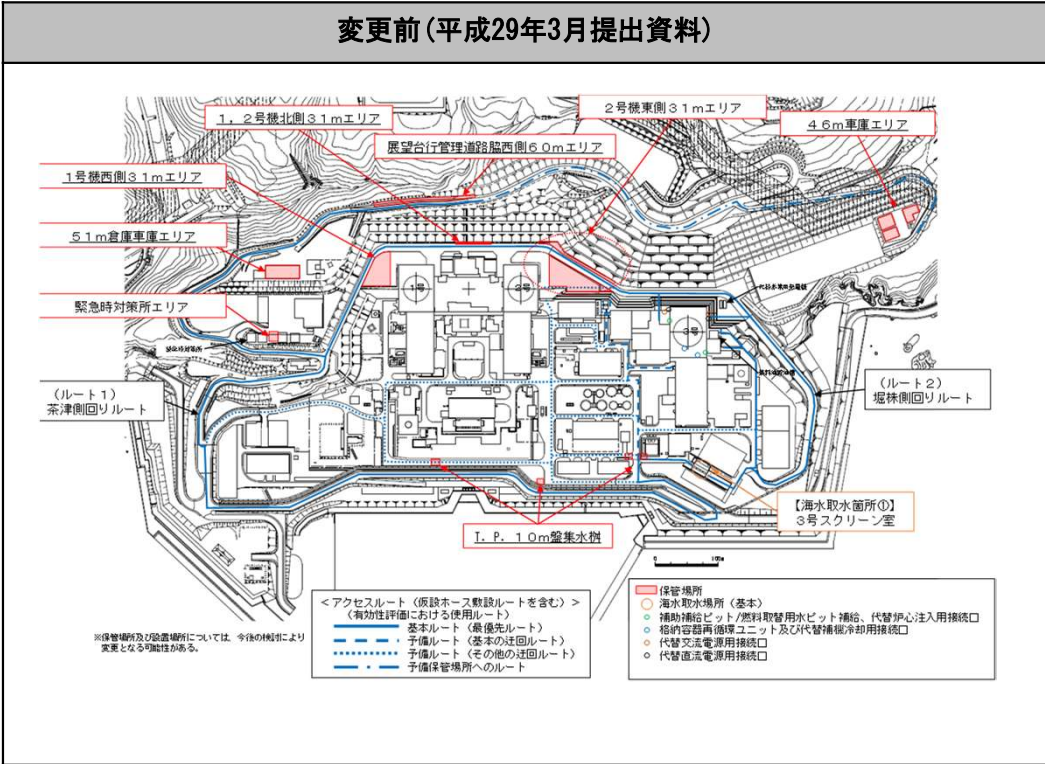 変更前(平成29年3月提出資料)
1,2号機北側31mエリア
2号機東側31mエリア
46m車庫エリア
展望台行管理道路脇西側60mエリア
1号機西側31mエリア
51m倉庫車庫エリア
緊急時対策所エリア
1号
2号
3号
緊急時対策所
(ルート1)
茶津側回りルート
(ルート2)
堀株側回りルート
【海水取水箇所①】
3号スクリーン室
T.P.10m盤集水桝
100m
<アクセスルート(仮設ホース敷設ルートを含む)>
(有効性評価における使用ルート)
基本ルート(最優先ルート)
予備ルート(基本の迂回ルート)
予備ルート(その他の迂回ルート)
予備保管場所へのルート
保管場所
海水取水場所(基本)
補助補給ピット/燃料取替用水ピット補給、代替炉心注入用接続口
格納容器再循環ユニット及び代替補機冷却用接続口
代替交流電源用接続口
代替直流電源用接続口
※保管場所及び設置場所については、今後の検討により
変更となる可能性がある。